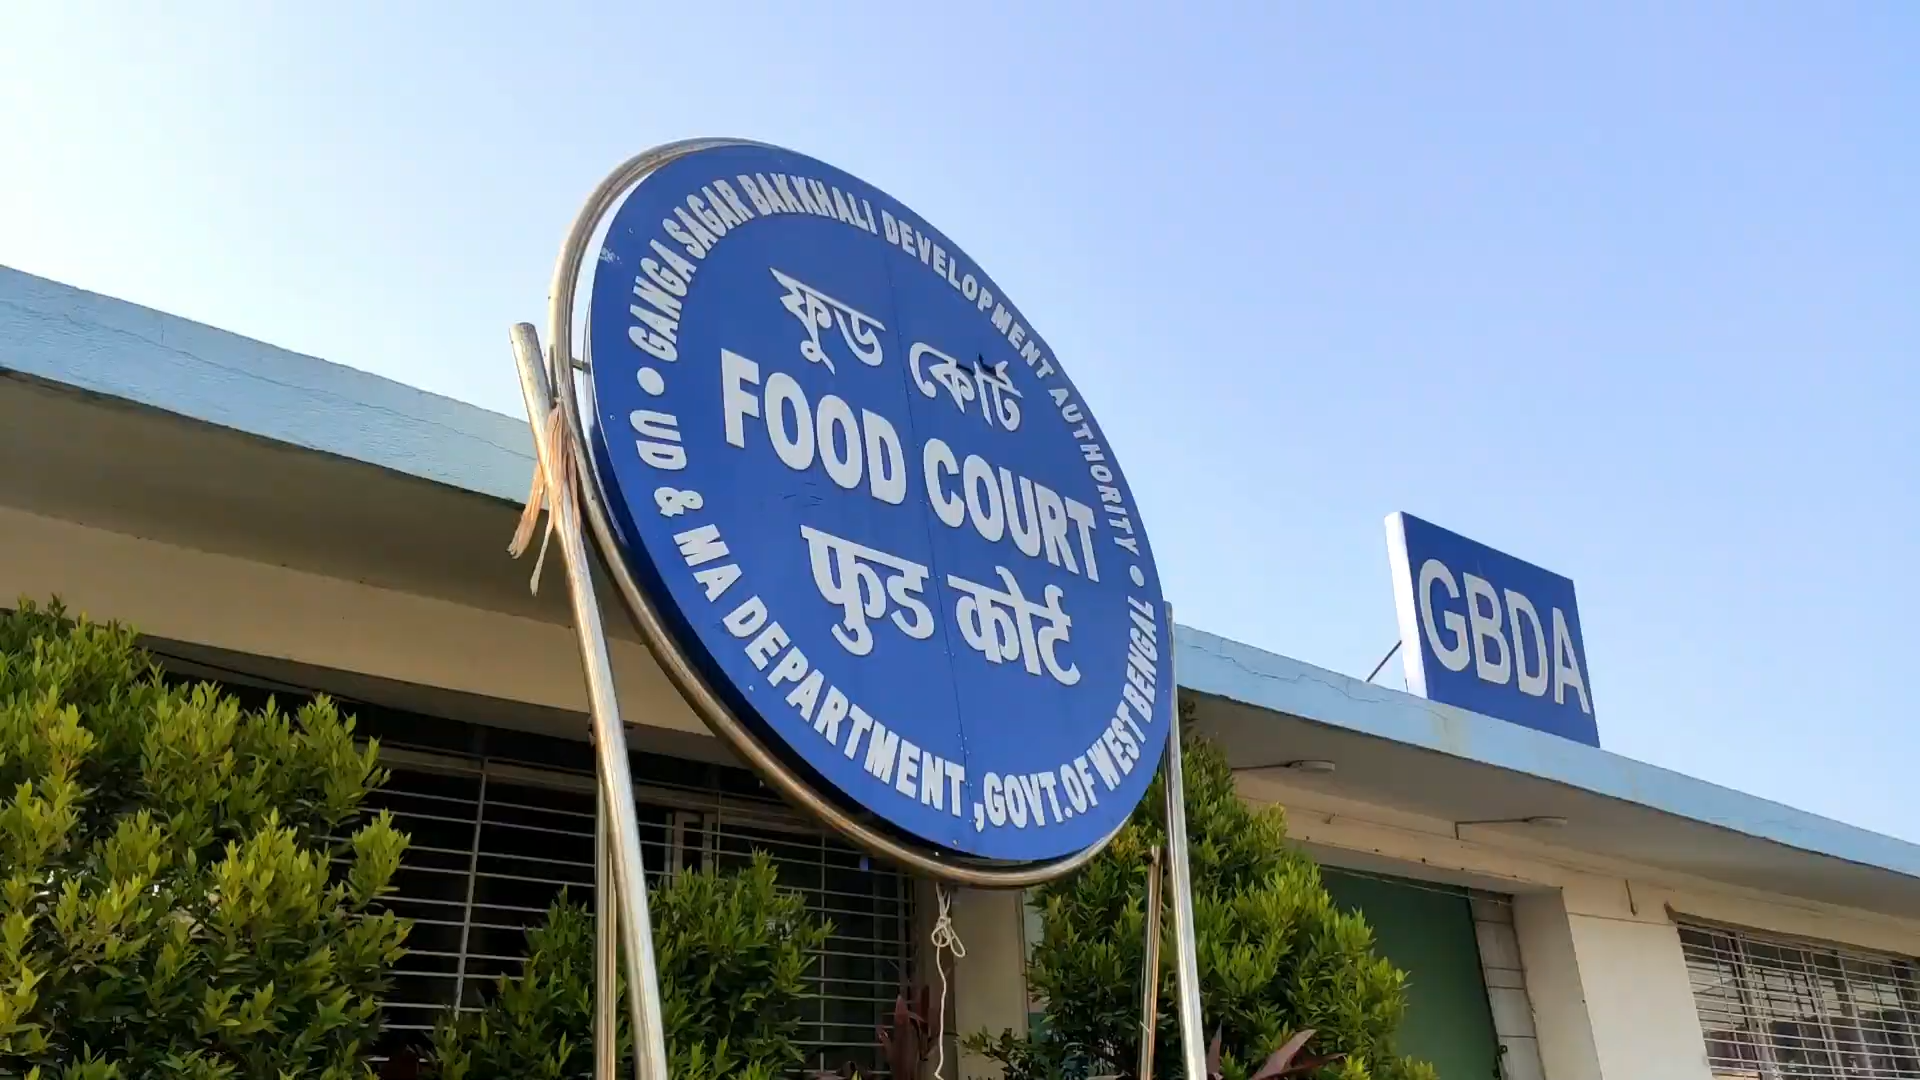 GANGA SAGAR BAKKHALI DEVELOPMENT AUTHORITY
ফুড কোর্ট
FOOD COURT
फुड कोर्ट
UD & MA DEPARTMENT ,GOVT.OF WEST BENGAL
GBDA